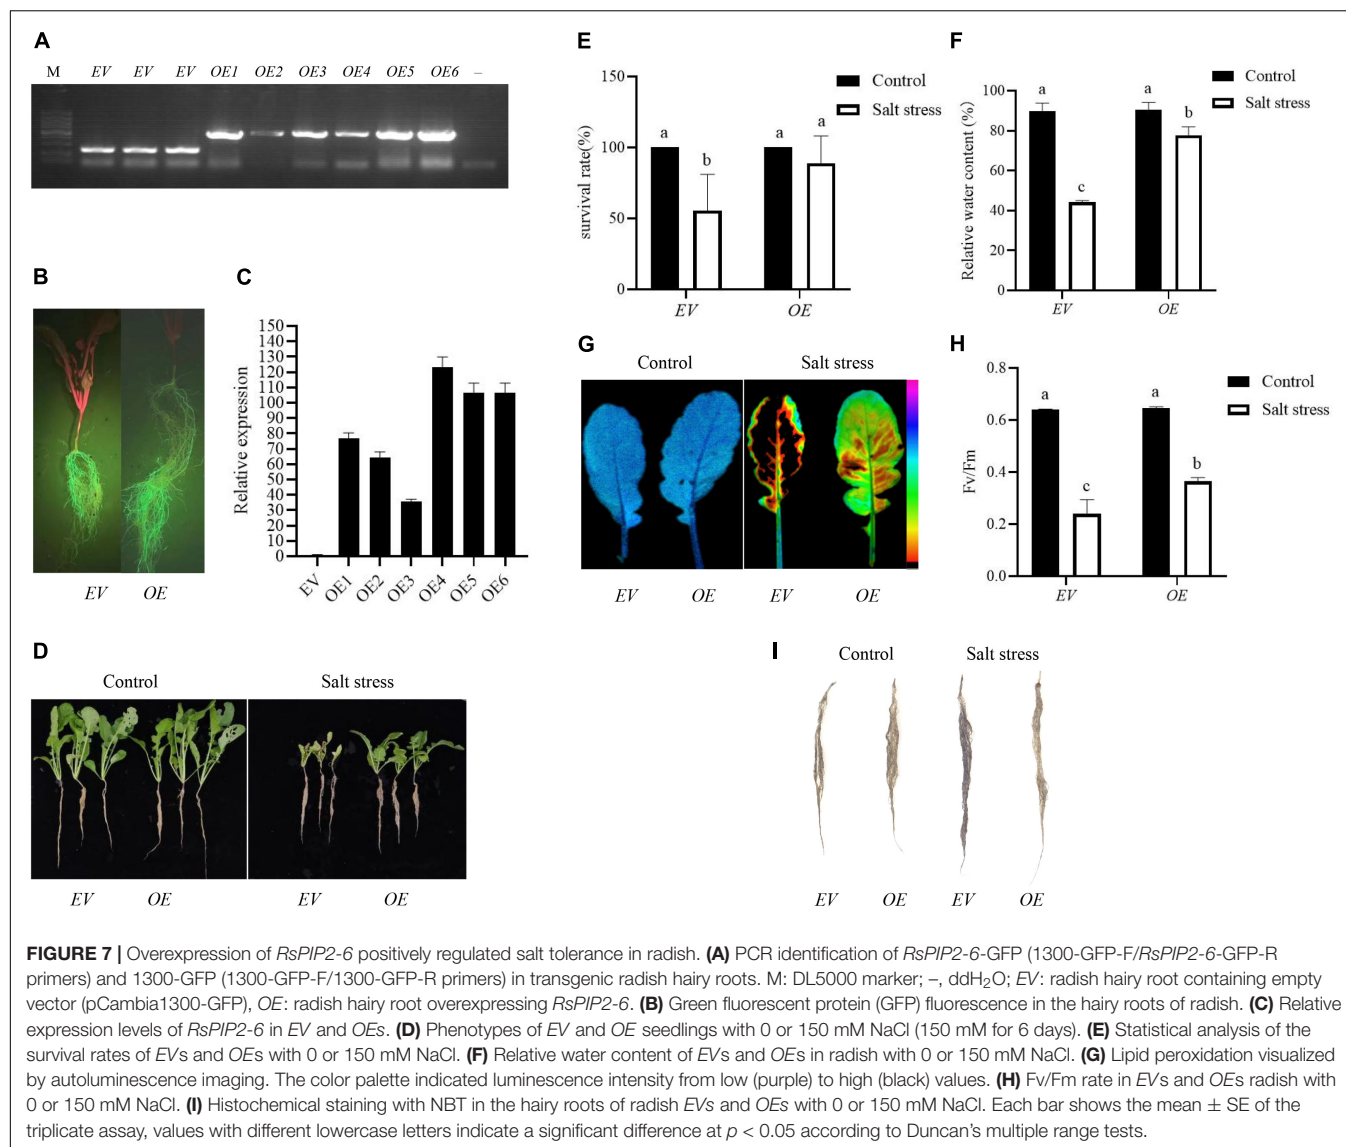 A
M EV EV EV OE1 OE2 OE3 OE4 OE5 OE6 –
B
EV OE
C
Relative expression
150
140
130
120
110
100
90
80
70
60
50
40
30
20
10
0
EV OE1 OE2 OE3 OE4 OE5 OE6
D
Control Salt stress
EV OE EV OE
E
survival rate(%)
150
100
50
0
Control
Salt stress
a b a a
EV OE
F
Relative water content (%)
100
80
60
40
20
0
Control
Salt stress
a c a b
EV OE
G
Control Salt stress
EV OE EV OE
H
Fv/Fm
0.8
0.6
0.4
0.2
0.0
Control
Salt stress
a c a b
EV OE
I
Control Salt stress
EV OE EV OE
FIGURE 7 | Overexpression of RsPIP2-6 positively regulated salt tolerance in radish. (A) PCR identification of RsPIP2-6-GFP (1300-GFP-F/RsPIP2-6-GFP-R
primers) and 1300-GFP (1300-GFP-F/1300-GFP-R primers) in transgenic radish hairy roots. M: DL5000 marker; –, ddH₂O; EV: radish hairy root containing empty
vector (pCambia1300-GFP), OE: radish hairy root overexpressing RsPIP2-6. (B) Green fluorescent protein (GFP) fluorescence in the hairy roots of radish. (C) Relative
expression levels of RsPIP2-6 in EV and OEs. (D) Phenotypes of EV and OE seedlings with 0 or 150 mM NaCl (150 mM for 6 days). (E) Statistical analysis of the
survival rates of EVs and OEs with 0 or 150 mM NaCl. (F) Relative water content of EVs and OEs in radish with 0 or 150 mM NaCl. (G) Lipid peroxidation visualized
by autoluminescence imaging. The color palette indicated luminescence intensity from low (purple) to high (black) values. (H) Fv/Fm rate in EVs and OEs radish with
0 or 150 mM NaCl. (I) Histochemical staining with NBT in the hairy roots of radish EVs and OEs with 0 or 150 mM NaCl. Each bar shows the mean ± SE of the
triplicate assay, values with different lowercase letters indicate a significant difference at p < 0.05 according to Duncan's multiple range tests.